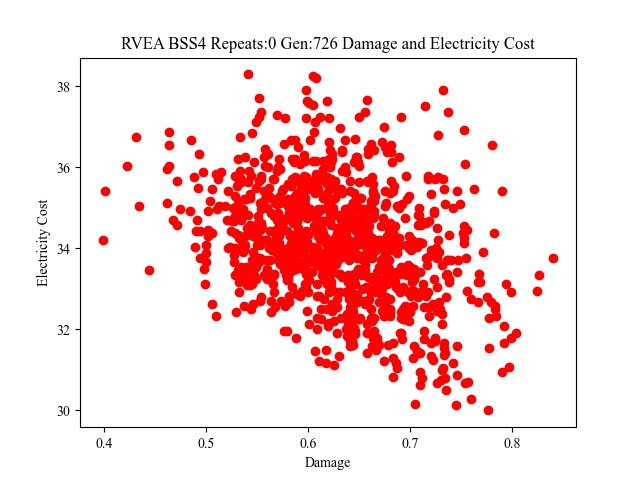 RVEA BSS4 Repeats:0 Gen:726 Damage and Electricity Cost
38
36
34
32
30
Electricity Cost
0.4 0.5 0.6 0.7 0.8
Damage